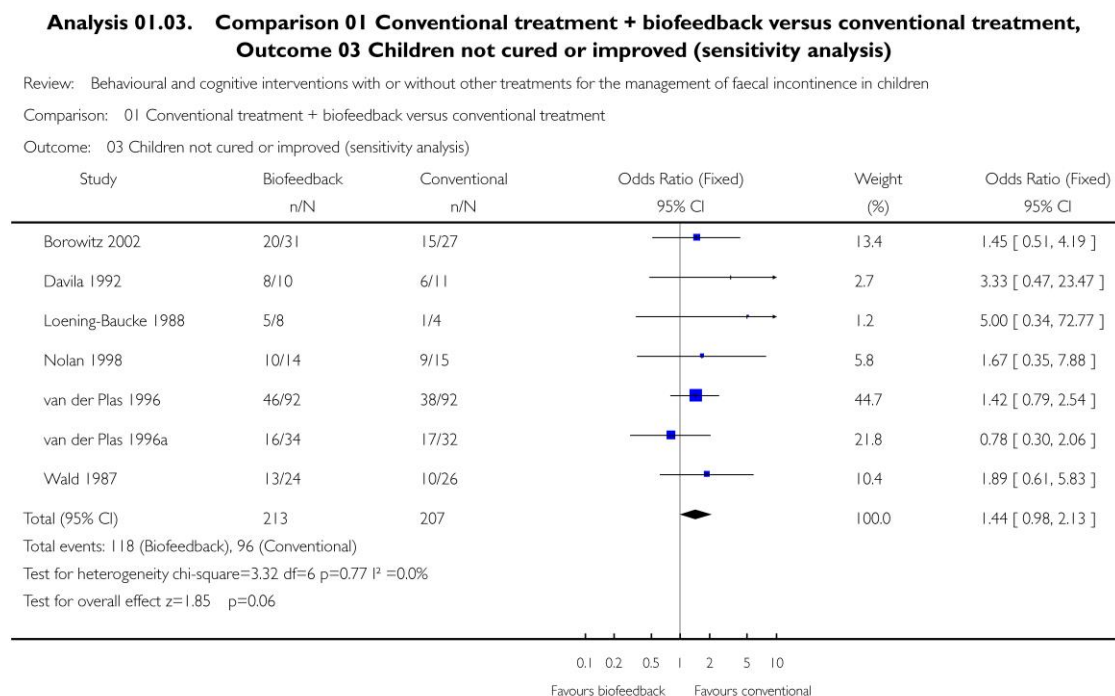 Analysis 01.03. Comparison 01 Conventional treatment + biofeedback versus conventional treatment,
Outcome 03 Children not cured or improved (sensitivity analysis)
Review: Behavioural and cognitive interventions with or without other treatments for the management of faecal incontinence in children
Comparison: 01 Conventional treatment + biofeedback versus conventional treatment
Outcome: 03 Children not cured or improved (sensitivity analysis)
Study Biofeedback Conventional Odds Ratio (Fixed) Weight Odds Ratio (Fixed)
n/N n/N 95% CI (%) 95% CI
Borowitz 2002 20/31 15/27 13.4 1.45 [ 0.51, 4.19 ]
Davila 1992 8/10 6/11 2.7 3.33 [ 0.47, 23.47 ]
Loening-Baucke 1988 5/8 1/4 1.2 5.00 [ 0.34, 72.77 ]
Nolan 1998 10/14 9/15 5.8 1.67 [ 0.35, 7.88 ]
van der Plas 1996 46/92 38/92 44.7 1.42 [ 0.79, 2.54 ]
van der Plas 1996a 16/34 17/32 21.8 0.78 [ 0.30, 2.06 ]
Wald 1987 13/24 10/26 10.4 1.89 [ 0.61, 5.83 ]
Total (95% CI) 213 207 100.0 1.44 [ 0.98, 2.13 ]
Total events: 118 (Biofeedback), 96 (Conventional)
Test for heterogeneity chi-square=3.32 df=6 p=0.77 I² =0.0%
Test for overall effect z=1.85 p=0.06
0.1 0.2 0.5 1 2 5 10
Favours biofeedback Favours conventional